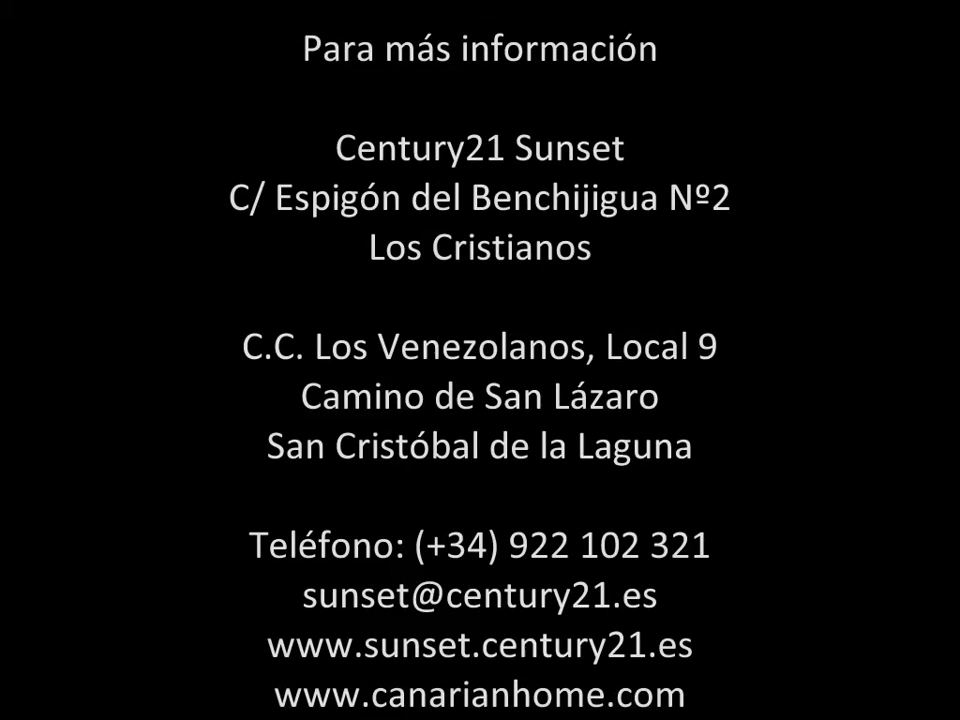 Para más información
Century21 Sunset
C/ Espigón del Benchijigua Nº2
Los Cristianos
C.C. Los Venezolanos, Local 9
Camino de San Lázaro
San Cristóbal de la Laguna
Teléfono: (+34) 922 102 321
sunset@century21.es
www.sunset.century21.es
www.canarianhome.com